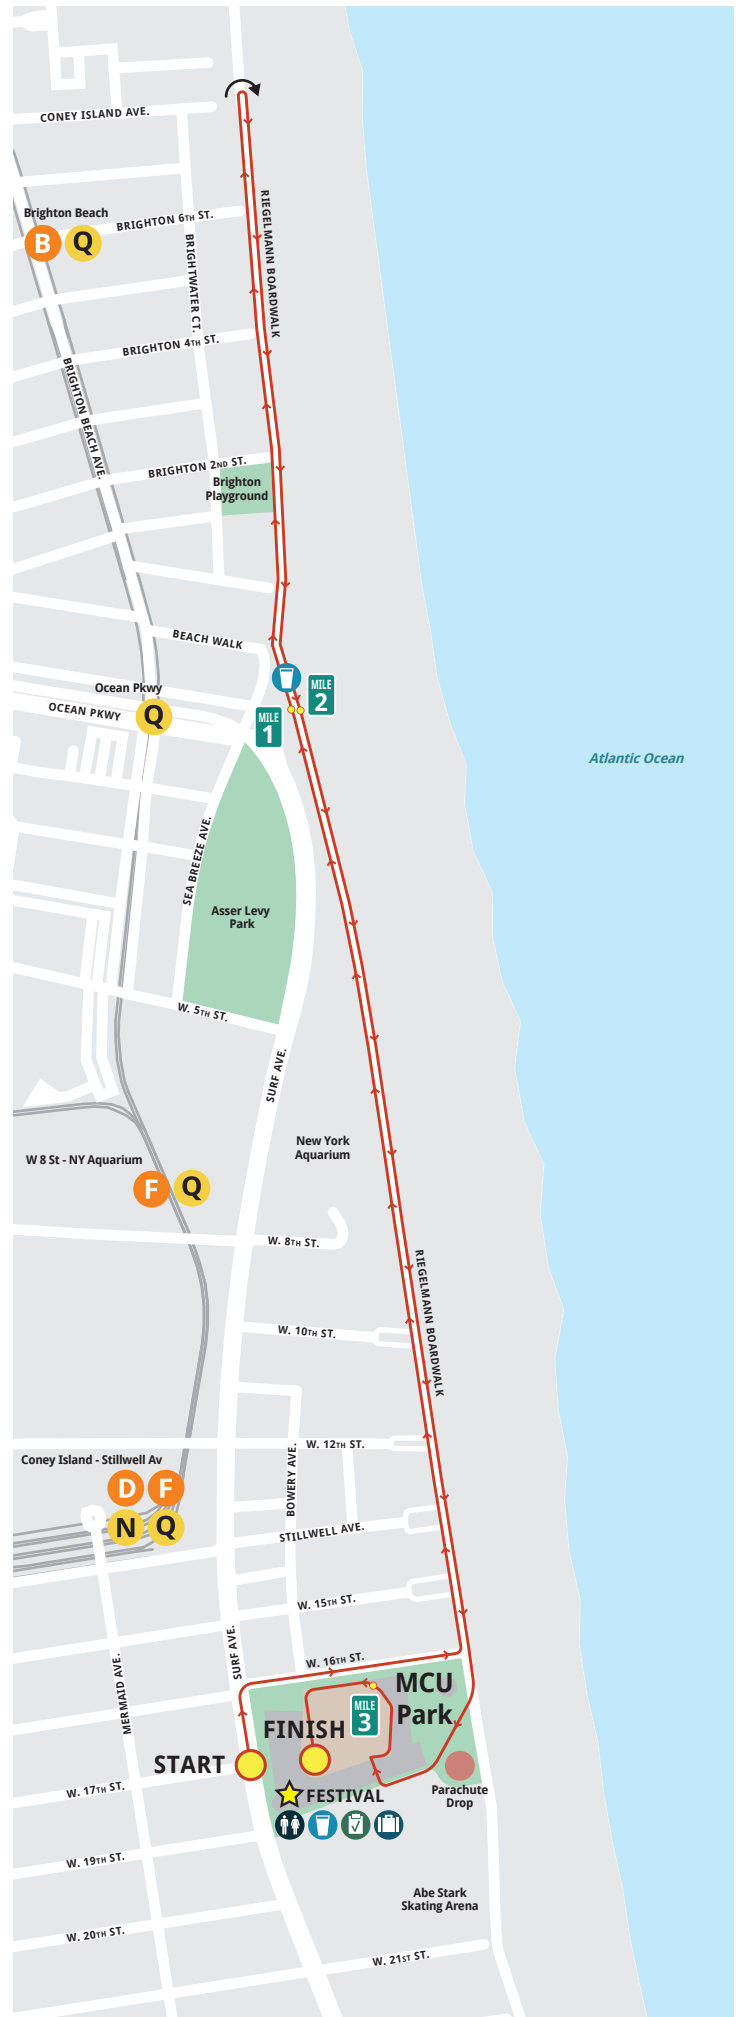 CONEY ISLAND AVE.
Brighton Beach
B Q
BRIGHTON 6TH ST.
RIEGELMANN BOARDWALK
BRIGHTWATER CT.
BRIGHTON 4TH ST.
BRIGHTON BEACH AVE.
BRIGHTON 2ND ST.
Brighton
Playground
BEACH WALK
Ocean Pkwy
Q
OCEAN PKWY
MILE
2
MILE
1
Atlantic Ocean
SEA BREEZE AVE.
Asser Levy
Park
W. 5TH ST.
SURF AVE.
New York
Aquarium
W 8 St - NY Aquarium
F Q
W. 8TH ST.
RIEGELMANN BOARDWALK
W. 10TH ST.
W. 12TH ST.
Coney Island - Stillwell Av
D F
N Q
BOWERY AVE.
STILLWELL AVE.
W. 15TH ST.
SURF AVE.
W. 16TH ST.
MERMAID AVE.
MCU
Park
MILE
3
FINISH
START
FESTIVAL
Parachute
Drop
W. 17TH ST.
W. 19TH ST.
Abe Stark
Skating Arena
W. 20TH ST.
W. 21ST ST.